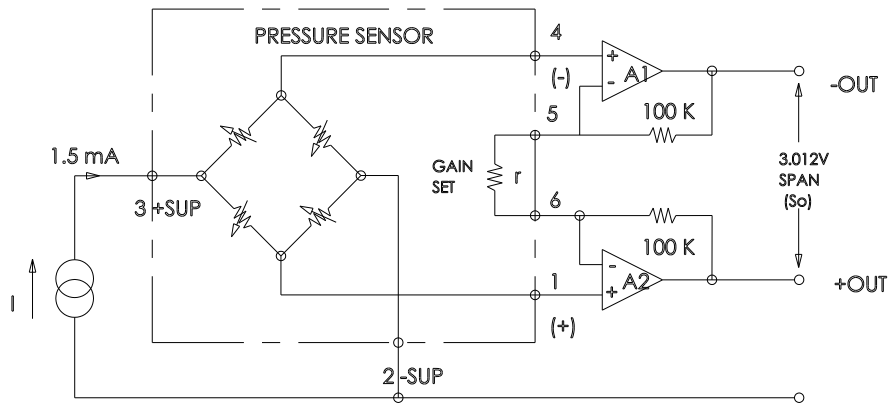 PRESSURE SENSOR
4
(-)
+
A1
-
-OUT
100 K
5
1.5 mA
GAIN
SET
r
3.012V
SPAN
(So)
3 +SUP
6
100 K
-
A2
+
1
(+)
+OUT
I
2 -SUP